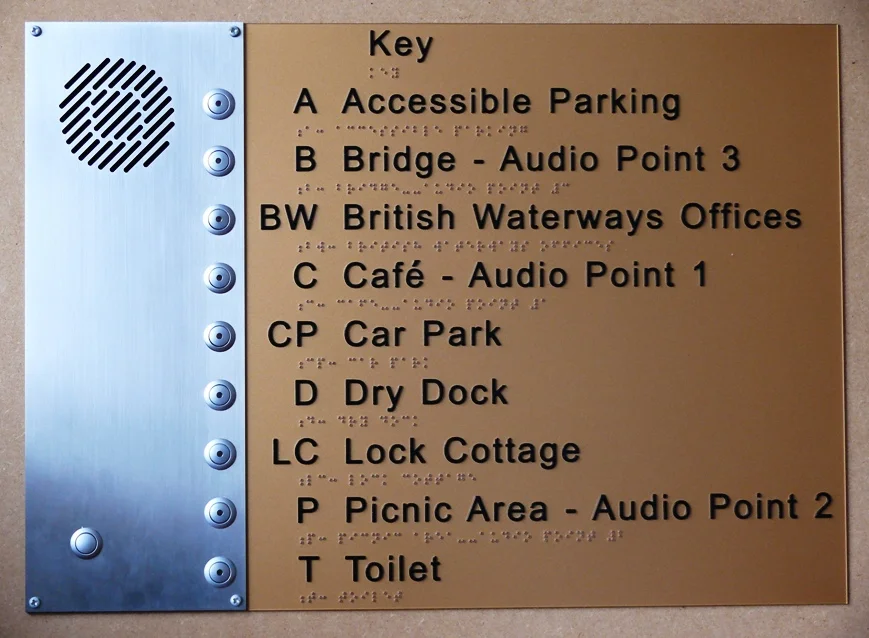 Key
A Accessible Parking
B Bridge - Audio Point 3
BW British Waterways Offices
C Café - Audio Point 1
CP Car Park
D Dry Dock
LC Lock Cottage
P Picnic Area - Audio Point 2
T Toilet